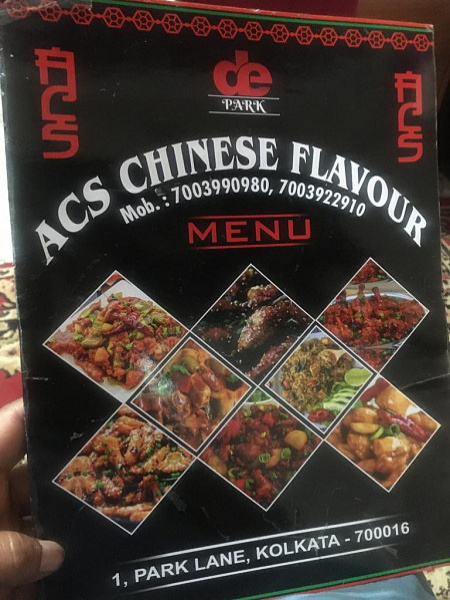 de
PARK
ACS
ACS
ACS CHINESE FLAVOUR
Mob. : 7003990980, 7003922910
MENU
1, PARK LANE, KOLKATA - 700016